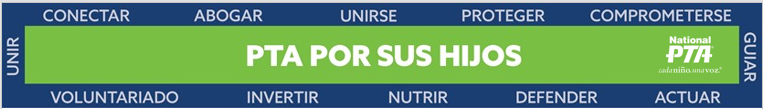 CONECTAR ABOGAR UNIRSE PROTEGER COMPROMETERSE
UNIR
PTA POR SUS HIJOS
National
PTA
cada niño. una voz.
GUIAR
VOLUNTARIADO INVERTIR NUTRIR DEFENDER ACTUAR